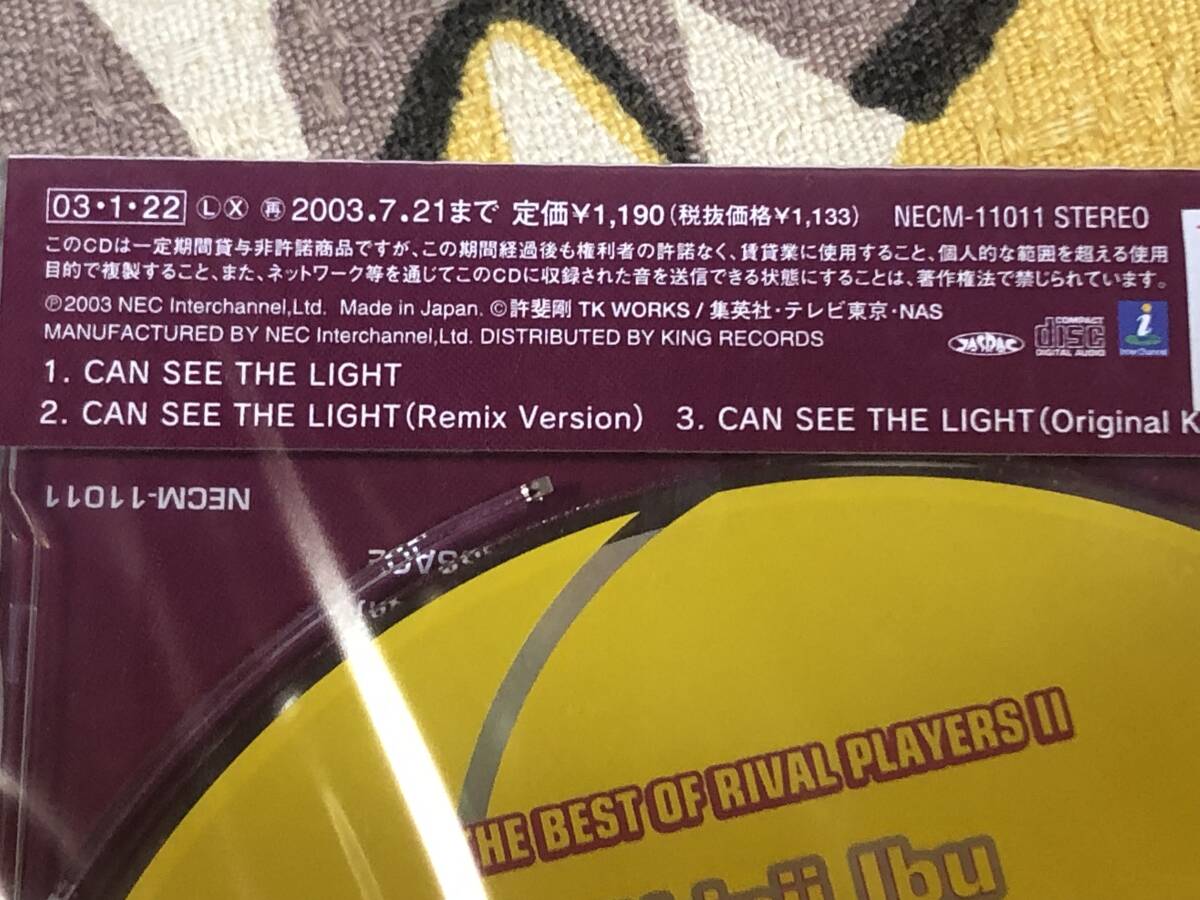 03・1・22 Ⓛ Ⓧ ㊢ 2003.7.21まで 定価¥1,190(税抜価格¥1,133) NECM-11011 STEREO
このCDは一定期間貸与非許諾商品ですが、この期間経過後も権利者の許諾なく、賃貸業に使用すること、個人的な範囲を超える使用
目的で複製すること、また、ネットワーク等を通じてこのCDに収録された音を送信できる状態にすることは、著作権法で禁じられています。
℗2003 NEC Interchannel,Ltd. Made in Japan. ©許斐剛 TK WORKS / 集英社・テレビ東京・NAS
MANUFACTURED BY NEC Interchannel,Ltd. DISTRIBUTED BY KING RECORDS
JASRAC COMPACT disc DIGITAL AUDIO i InterChannel
1. CAN SEE THE LIGHT
2. CAN SEE THE LIGHT(Remix Version) 3. CAN SEE THE LIGHT(Original K
NECM-11011
THE BEST OF RIVAL PLAYERS II
Ibu